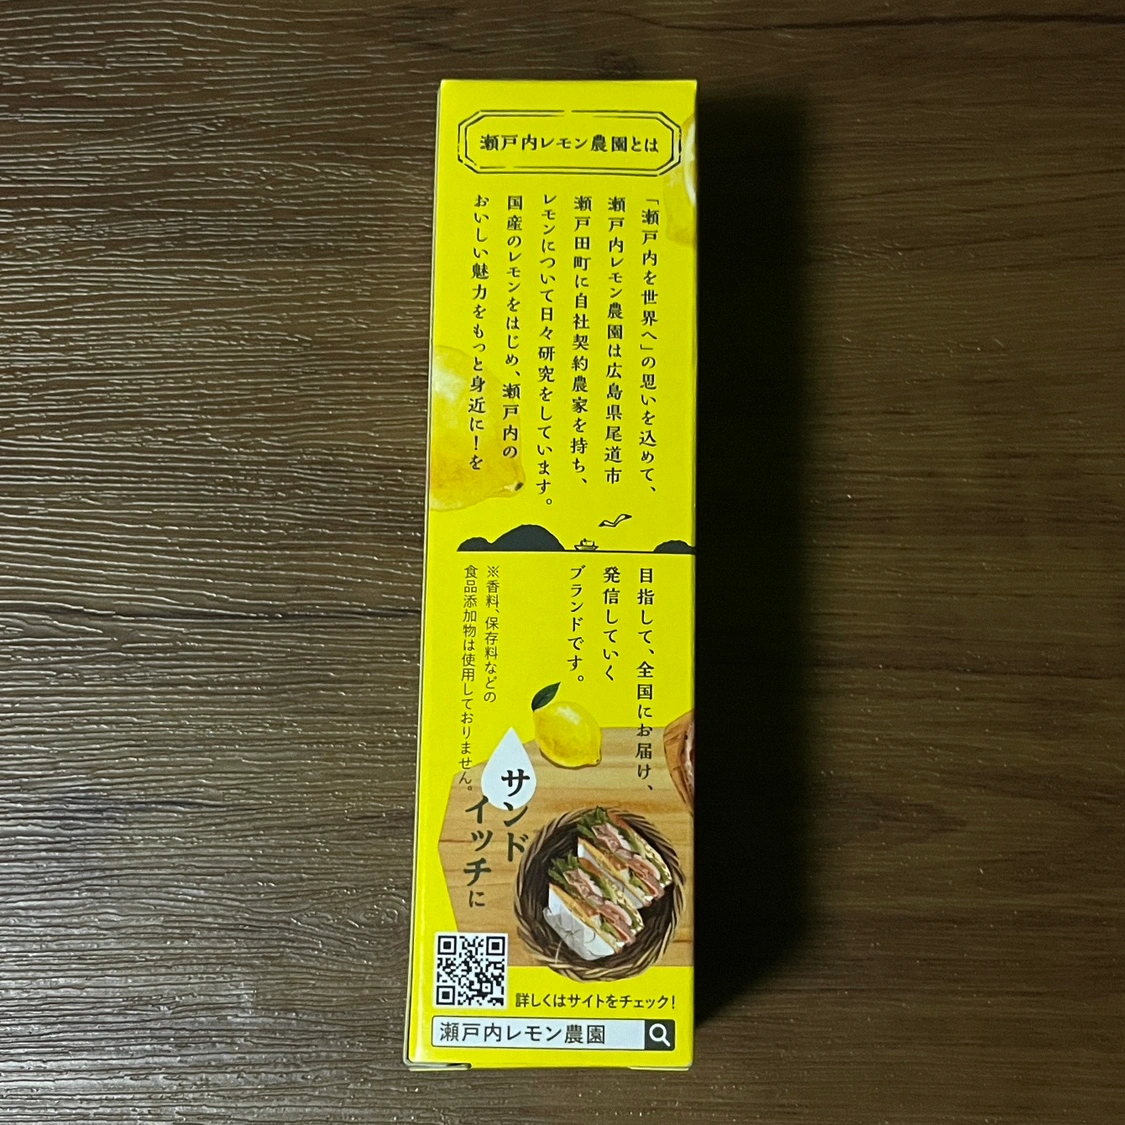 瀬戸内レモン農園とは
「瀬戸内を世界へ」の思いを込めて、
瀬戸内レモン農園は広島県尾道市
瀬戸田町に自社契約農家を持ち、
レモンについて日々研究をしています。
国産のレモンをはじめ、瀬戸内の
おいしい魅力をもっと身近に!を
目指して、全国にお届け、
発信していく
ブランドです。
※香料、保存料などの
食品添加物は使用しておりません。
サンド
イッチに
詳しくはサイトをチェック!
瀬戸内レモン農園